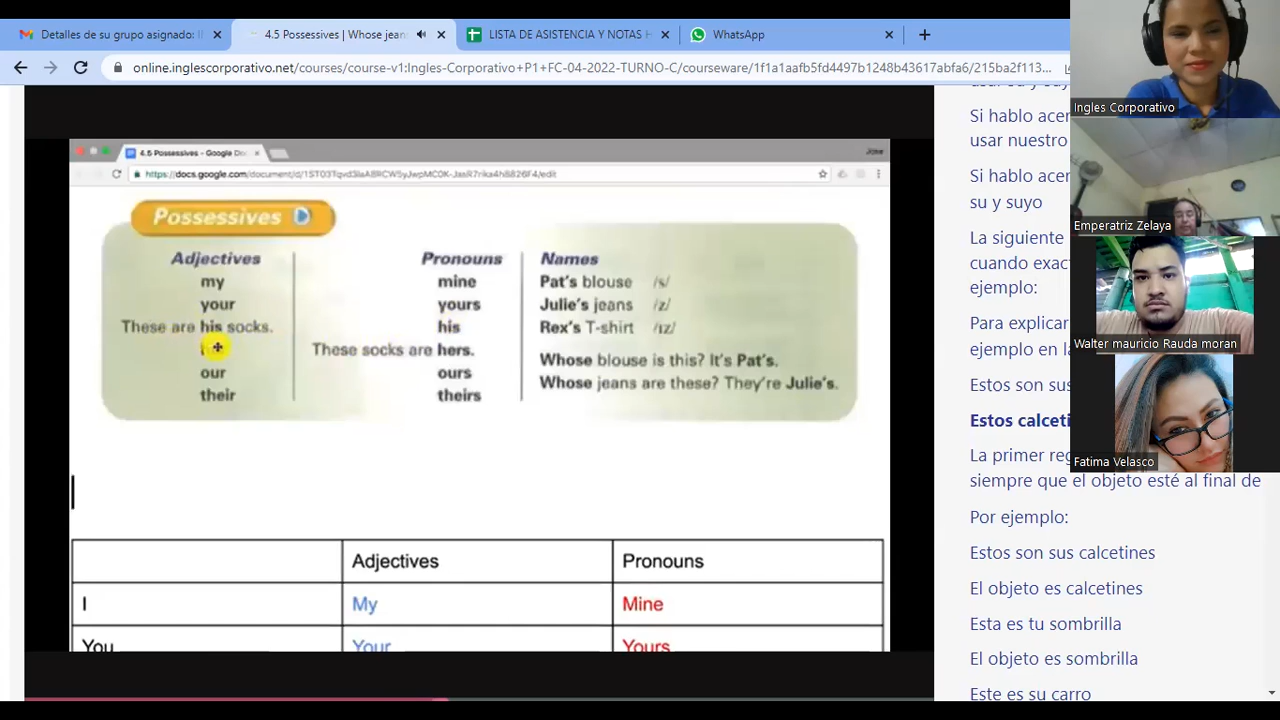 Detalles de su grupo asignado: I
4.5 Possessives | Whose jean
LISTA DE ASISTENCIA Y NOTAS H
WhatsApp
online.inglescorporativo.net/courses/course-v1:Ingles-Corporativo+P1+FC-04-2022-TURNO-C/courseware/1f1a1aafb5fd4497b1248b43617abfa6/215ba2f113...
4.5 Possessives - Google Doc
Possessives
Adjectives
my
your
These are his socks.
our
their
Pronouns
mine
yours
his
These socks are hers.
ours
theirs
Names
Pat's blouse /s/
Julie's jeans /z/
Rex's T-shirt /ɪz/
Whose blouse is this? It's Pat's.
Whose jeans are these? They're Julie's.
Adjectives Pronouns
I My Mine
You Your Yours
Si hablo acer
usar nuestro
Si hablo acer
su y suyo
La siguiente
cuando exac
ejemplo:
Para explicar
ejemplo en la
Estos son sus
Estos calceti
La primer reg
siempre que el objeto esté al final de
Por ejemplo:
Estos son sus calcetines
El objeto es calcetines
Esta es tu sombrilla
El objeto es sombrilla
Este es su carro
Ingles Corporativo
Emperatriz Zelaya
Walter mauricio Rauda moran
Fatima Velasco